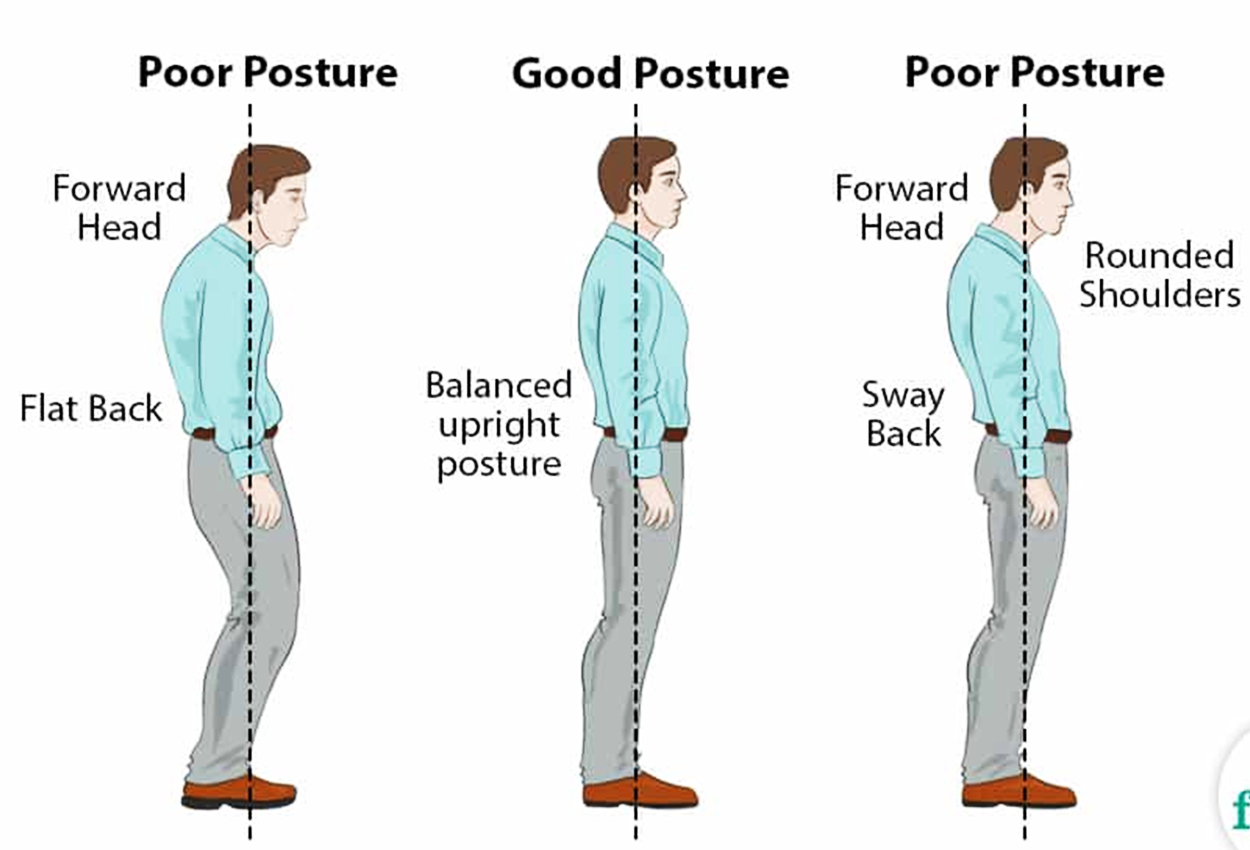 Poor Posture
Forward
Head
Flat Back
Good Posture
Balanced
upright
posture
Poor Posture
Forward
Head
Rounded
Shoulders
Sway
Back